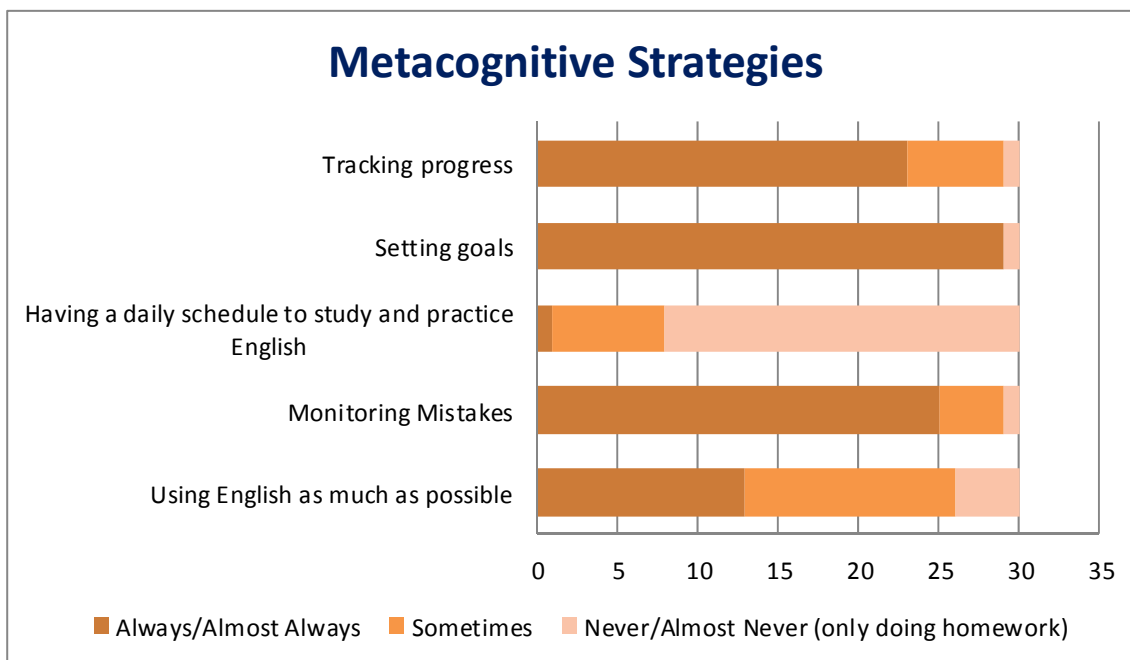 Metacognitive Strategies
Tracking progress
Setting goals
Having a daily schedule to study and practice
English
Monitoring Mistakes
Using English as much as possible
0 5 10 15 20 25 30 35
Always/Almost Always Sometimes Never/Almost Never (only doing homework)